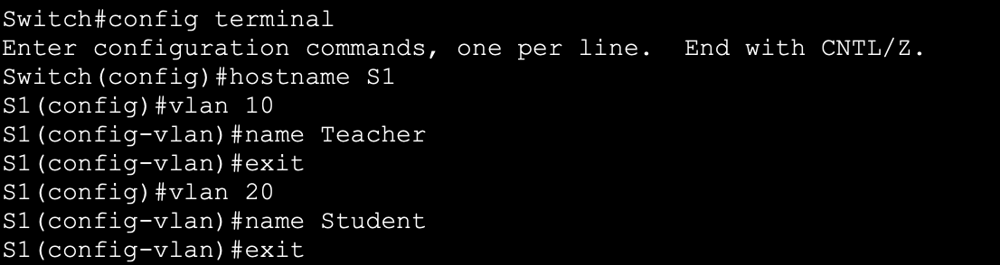 Switch#config terminal
Enter configuration commands, one per line.  End with CNTL/Z.
Switch(config)#hostname S1
S1(config)#vlan 10
S1(config-vlan)#name Teacher
S1(config-vlan)#exit
S1(config)#vlan 20
S1(config-vlan)#name Student
S1(config-vlan)#exit